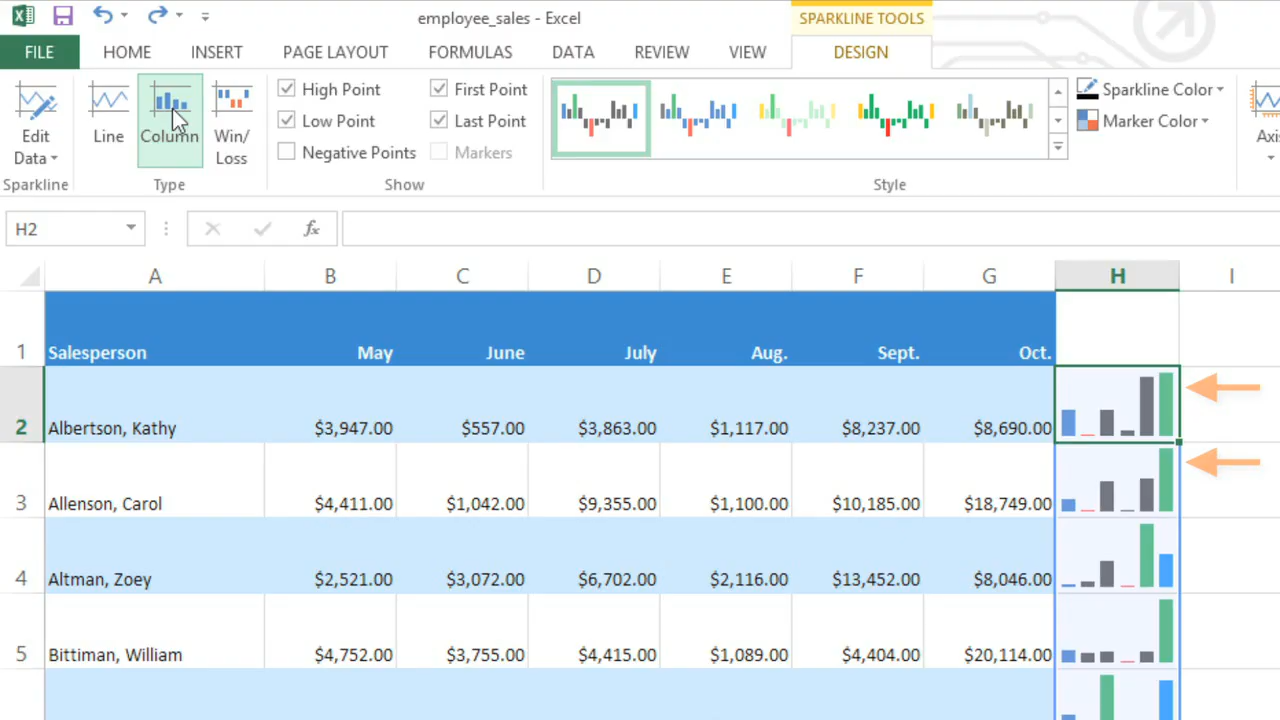 employee_sales - Excel
SPARKLINE TOOLS
FILE HOME INSERT PAGE LAYOUT FORMULAS DATA REVIEW VIEW DESIGN
Edit Data
Line
Column
Win/ Loss
High Point
First Point
Low Point
Last Point
Negative Points
Markers
Sparkline Color
Marker Color
Axis
Sparkline Type Show Style
H2 fx
A B C D E F G H I
1 Salesperson May June July Aug. Sept. Oct.
2 Albertson, Kathy $3,947.00 $557.00 $3,863.00 $1,117.00 $8,237.00 $8,690.00
3 Allenson, Carol $4,411.00 $1,042.00 $9,355.00 $1,100.00 $10,185.00 $18,749.00
4 Altman, Zoey $2,521.00 $3,072.00 $6,702.00 $2,116.00 $13,452.00 $8,046.00
5 Bittiman, William $4,752.00 $3,755.00 $4,415.00 $1,089.00 $4,404.00 $20,114.00